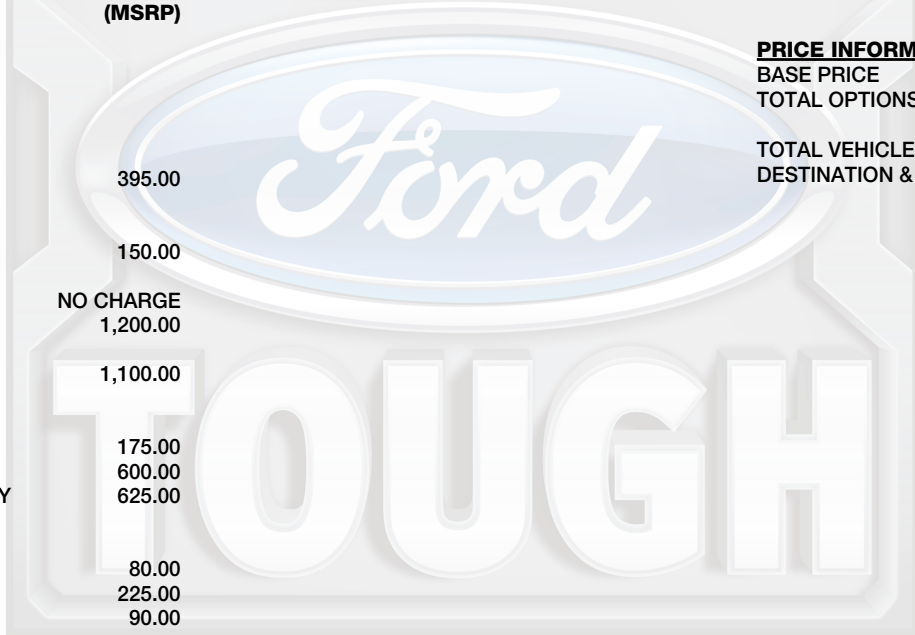 (MSRP)
395.00
150.00
NO CHARGE
1,200.00
1,100.00
175.00
600.00
625.00
80.00
225.00
90.00
PRICE INFORM
BASE PRICE
TOTAL OPTIONS
TOTAL VEHICLE
DESTINATION &
Y
Ford
TOUGH